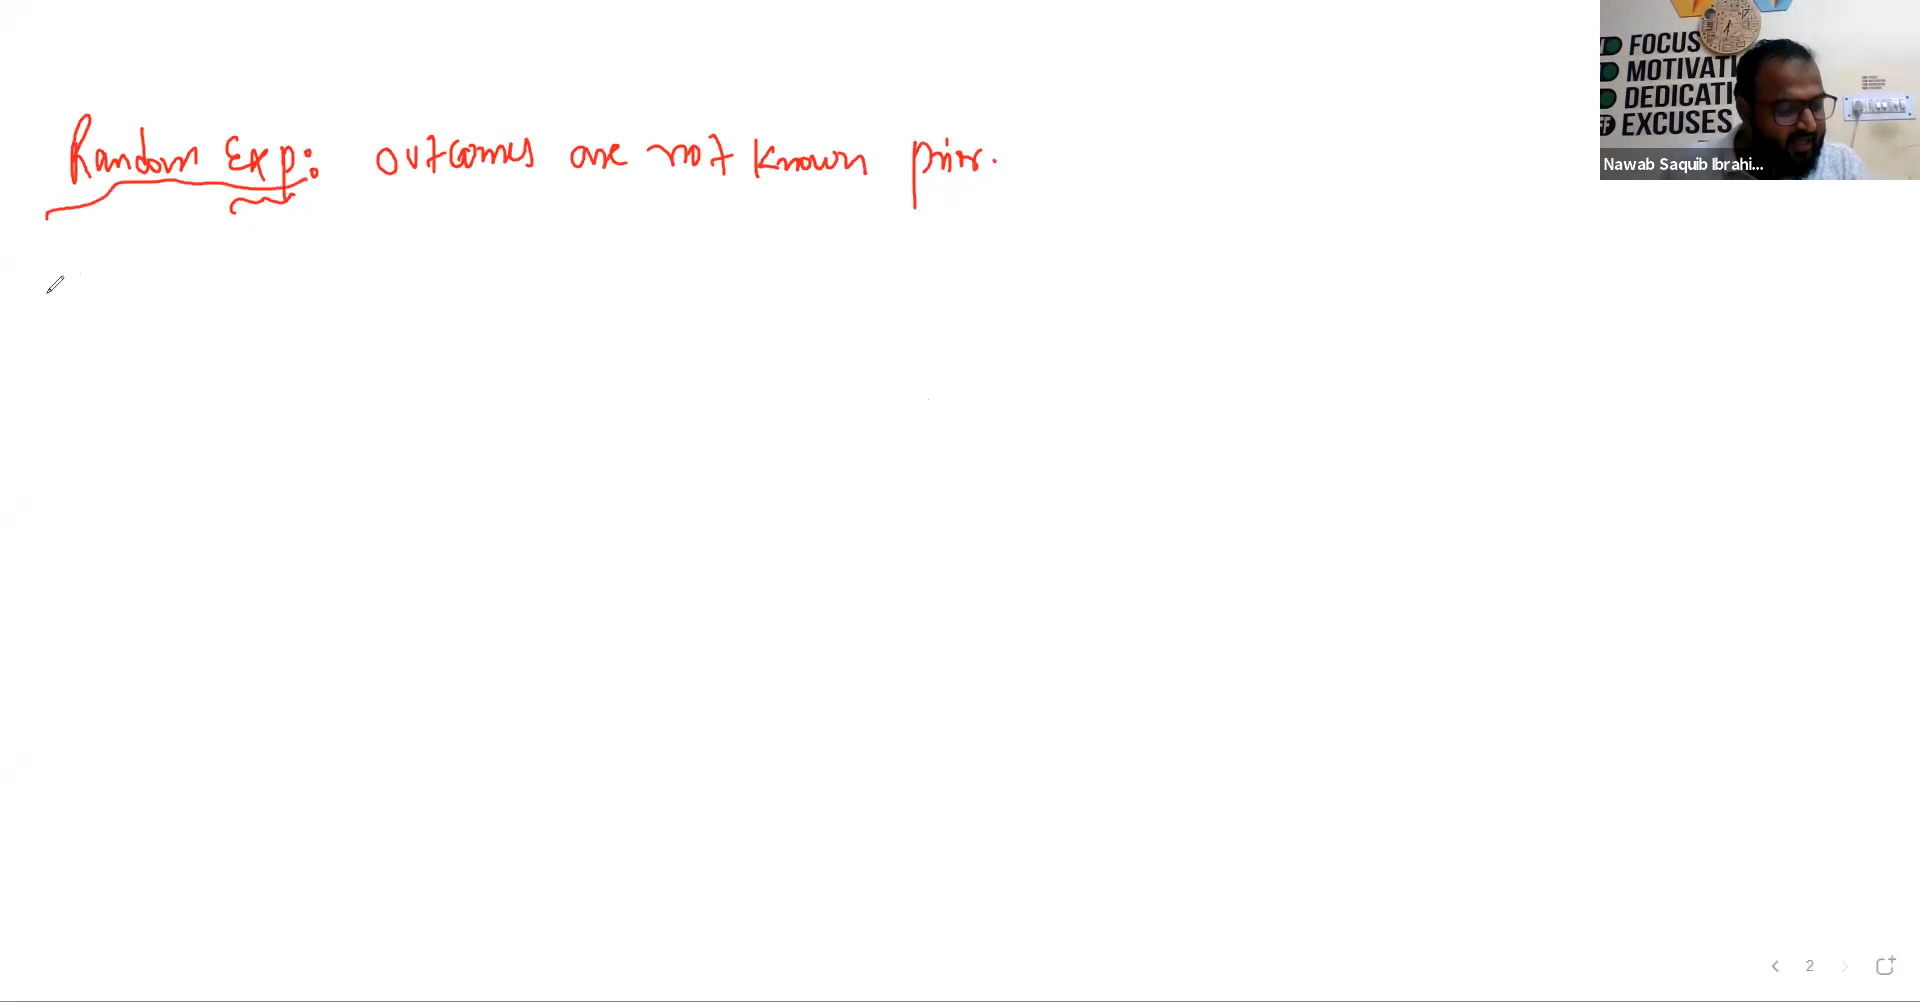 FOCUS
MOTIVATI
DEDICATI
EXCUSES
Nawab Saquib Ibrahi...
Random Exp: outcomes are not known prior.
2